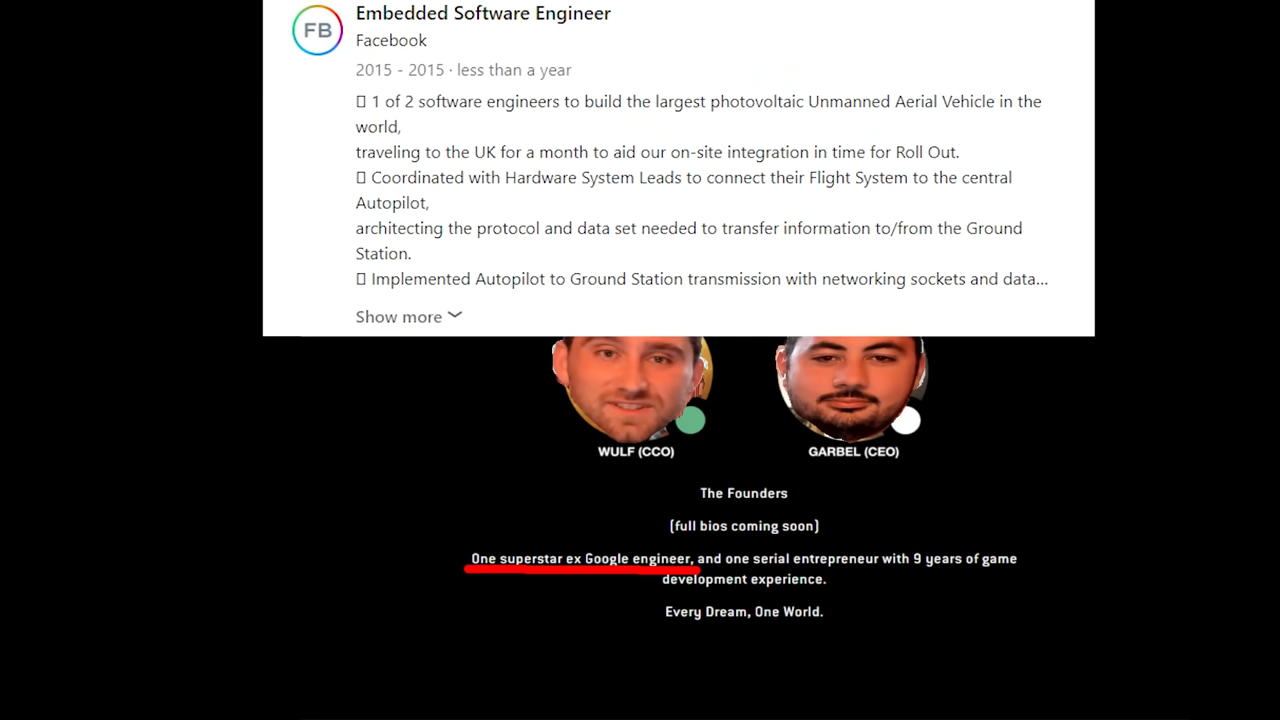 FB
Embedded Software Engineer
Facebook
2015 - 2015 · less than a year
▯ 1 of 2 software engineers to build the largest photovoltaic Unmanned Aerial Vehicle in the
world,
traveling to the UK for a month to aid our on-site integration in time for Roll Out.
▯ Coordinated with Hardware System Leads to connect their Flight System to the central
Autopilot,
architecting the protocol and data set needed to transfer information to/from the Ground
Station.
▯ Implemented Autopilot to Ground Station transmission with networking sockets and data...
Show more
WULF (CCO)
GARBEL (CEO)
The Founders
(full bios coming soon)
One superstar ex Google engineer, and one serial entrepreneur with 9 years of game
development experience.
Every Dream, One World.